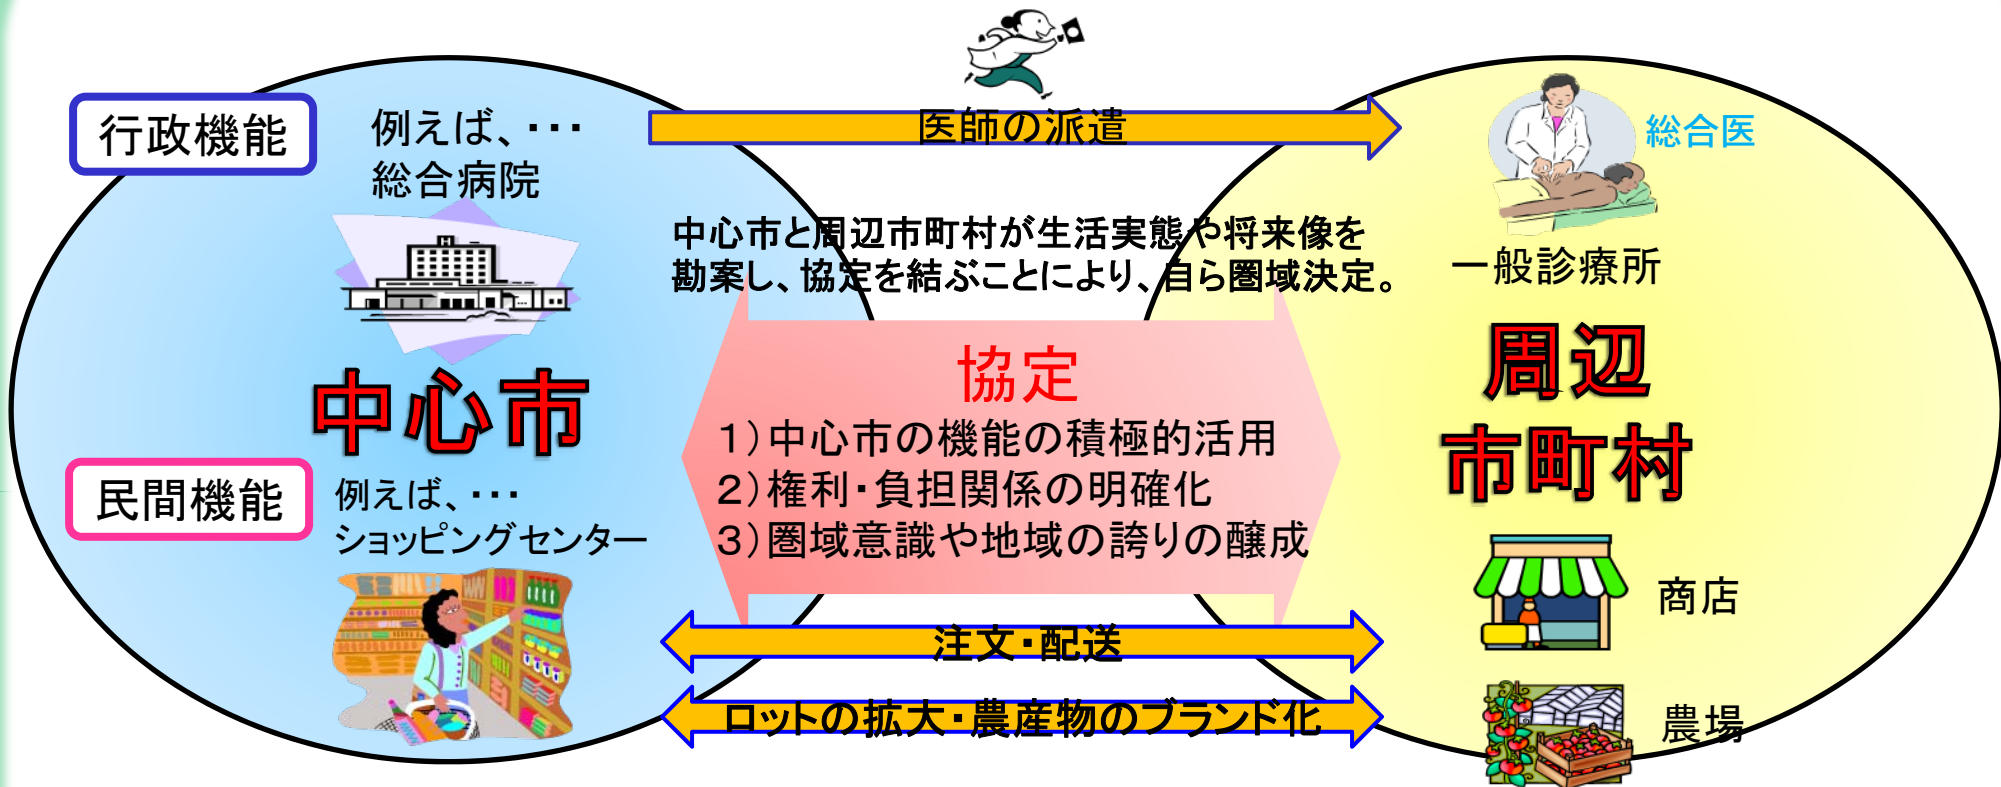 行政機能
例えば、・・・
総合病院
中心市
民間機能
例えば、・・・
ショッピングセンター
医師の派遣
中心市と周辺市町村が生活実態や将来像を
勘案し、協定を結ぶことにより、自ら圏域決定。
協定
1)中心市の機能の積極的活用
2)権利・負担関係の明確化
3)圏域意識や地域の誇りの醸成
注文・配送
ロットの拡大・農産物のブランド化
総合医
一般診療所
周辺
市町村
商店
農場